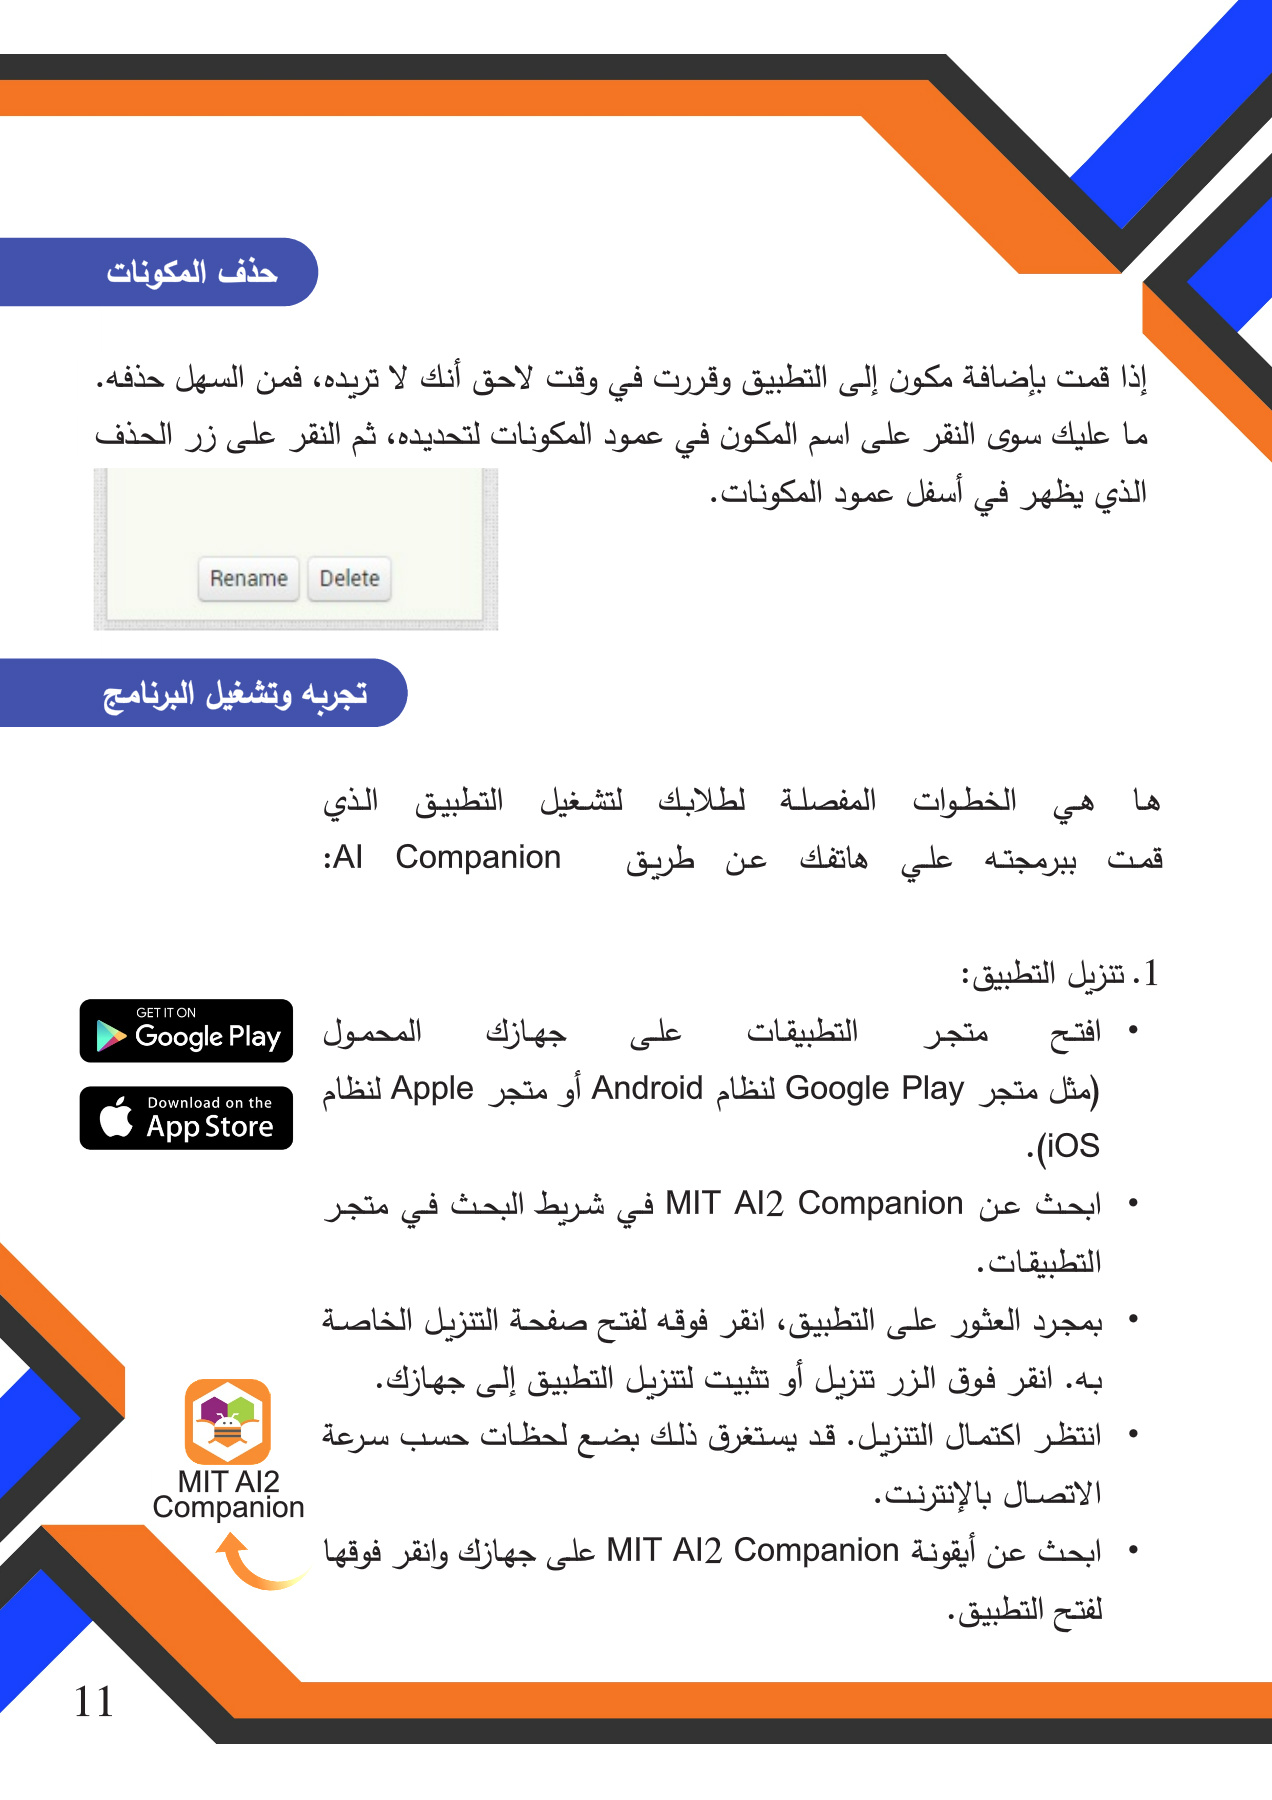 حذف المكونات
إذا قمت بإضافة مكون إلى التطبيق وقررت في وقت لاحق أنك لا تريده، فمن السهل حذفه.
ما عليك سوى النقر على اسم المكون في عمود المكونات لتحديده، ثم النقر على زر الحذف
الذي يظهر في أسفل عمود المكونات.
Rename Delete
تجربه وتشغيل البرنامج
ها هي الخطوات المفصلة لطلابك لتشغيل التطبيق الذي
قمت ببرمجته علي هاتفك عن طريق AI Companion:
1. تنزيل التطبيق:
• افتح متجر التطبيقات على جهازك المحمول
(مثل متجر Google Play لنظام Android أو متجر Apple لنظام
iOS).
GET IT ON
Google Play
Download on the
App Store
• ابحث عن MIT AI2 Companion في شريط البحث في متجر
التطبيقات.
• بمجرد العثور على التطبيق، انقر فوقه لفتح صفحة التنزيل الخاصة
به. انقر فوق الزر تنزيل أو تثبيت لتنزيل التطبيق إلى جهازك.
• انتظر اكتمال التنزيل. قد يستغرق ذلك بضع لحظات حسب سرعة
الاتصال بالإنترنت.
• ابحث عن أيقونة MIT AI2 Companion على جهازك وانقر فوقها
لفتح التطبيق.
MIT AI2
Companion
11